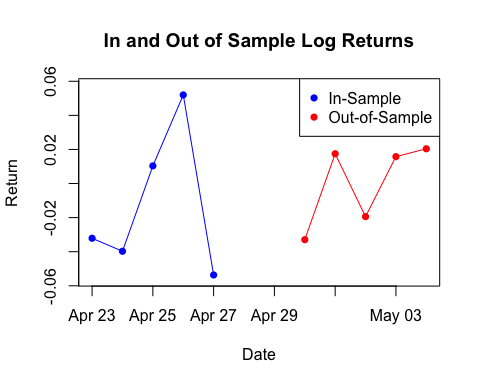 In and Out of Sample Log Returns
In-Sample
Out-of-Sample
0.06
0.02
-0.02
-0.06
Return
Apr 23 Apr 25 Apr 27 Apr 29 May 03
Date